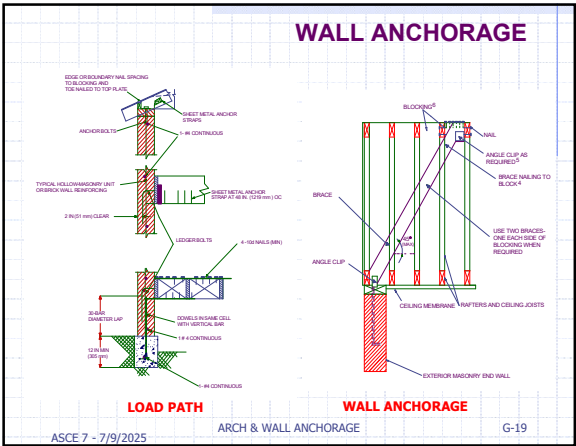 WALL ANCHORAGE
EDGE OR BOUNDARY NAIL SPACING
TO BLOCKING AND
TOE NAILED TO TOP PLATE
SHEET METAL ANCHOR
STRAPS
ANCHOR BOLTS
1- #4 CONTINUOUS
TYPICAL HOLLOW-MASONRY UNIT
OR BRICK WALL REINFORCING
SHEET METAL ANCHOR
STRAP AT 48 IN. (1219 mm) OC
2 IN (51 mm) CLEAR
LEDGER BOLTS
4 -10d NAILS (MIN)
30-BAR
DIAMETER LAP
DOWELS IN SAME CELL
WITH VERTICAL BAR
1 # 4 CONTINUOUS
12 IN MIN
(305 mm)
1- #4 CONTINUOUS
LOAD PATH
BLOCKING6
NAIL
ANGLE CLIP AS
REQUIRED5
BRACE NAILING TO
BLOCK4
BRACE
USE TWO BRACES-
ONE EACH SIDE OF
BLOCKING WHEN
REQUIRED
45°
(MAX)
ANGLE CLIP
CEILING MEMBRANE
RAFTERS AND CEILING JOISTS
EXTERIOR MASONRY END WALL
WALL ANCHORAGE
ASCE 7 - 7/9/2025
ARCH & WALL ANCHORAGE
G-19